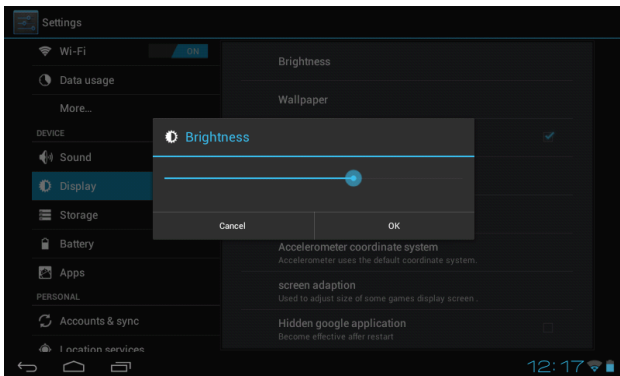 Settings
Wi-Fi
ON
Data usage
More...
DEVICE
Sound
Display
Storage
Battery
Apps
PERSONAL
Accounts & sync
Location services
Brightness
Wallpaper
Brightness
Cancel
OK
Accelerometer coordinate system
Accelerometer uses the default coordinate system.
screen adaption
Used to adjust size of some games display screen .
Hidden google application
Become effective affer restart
12:17